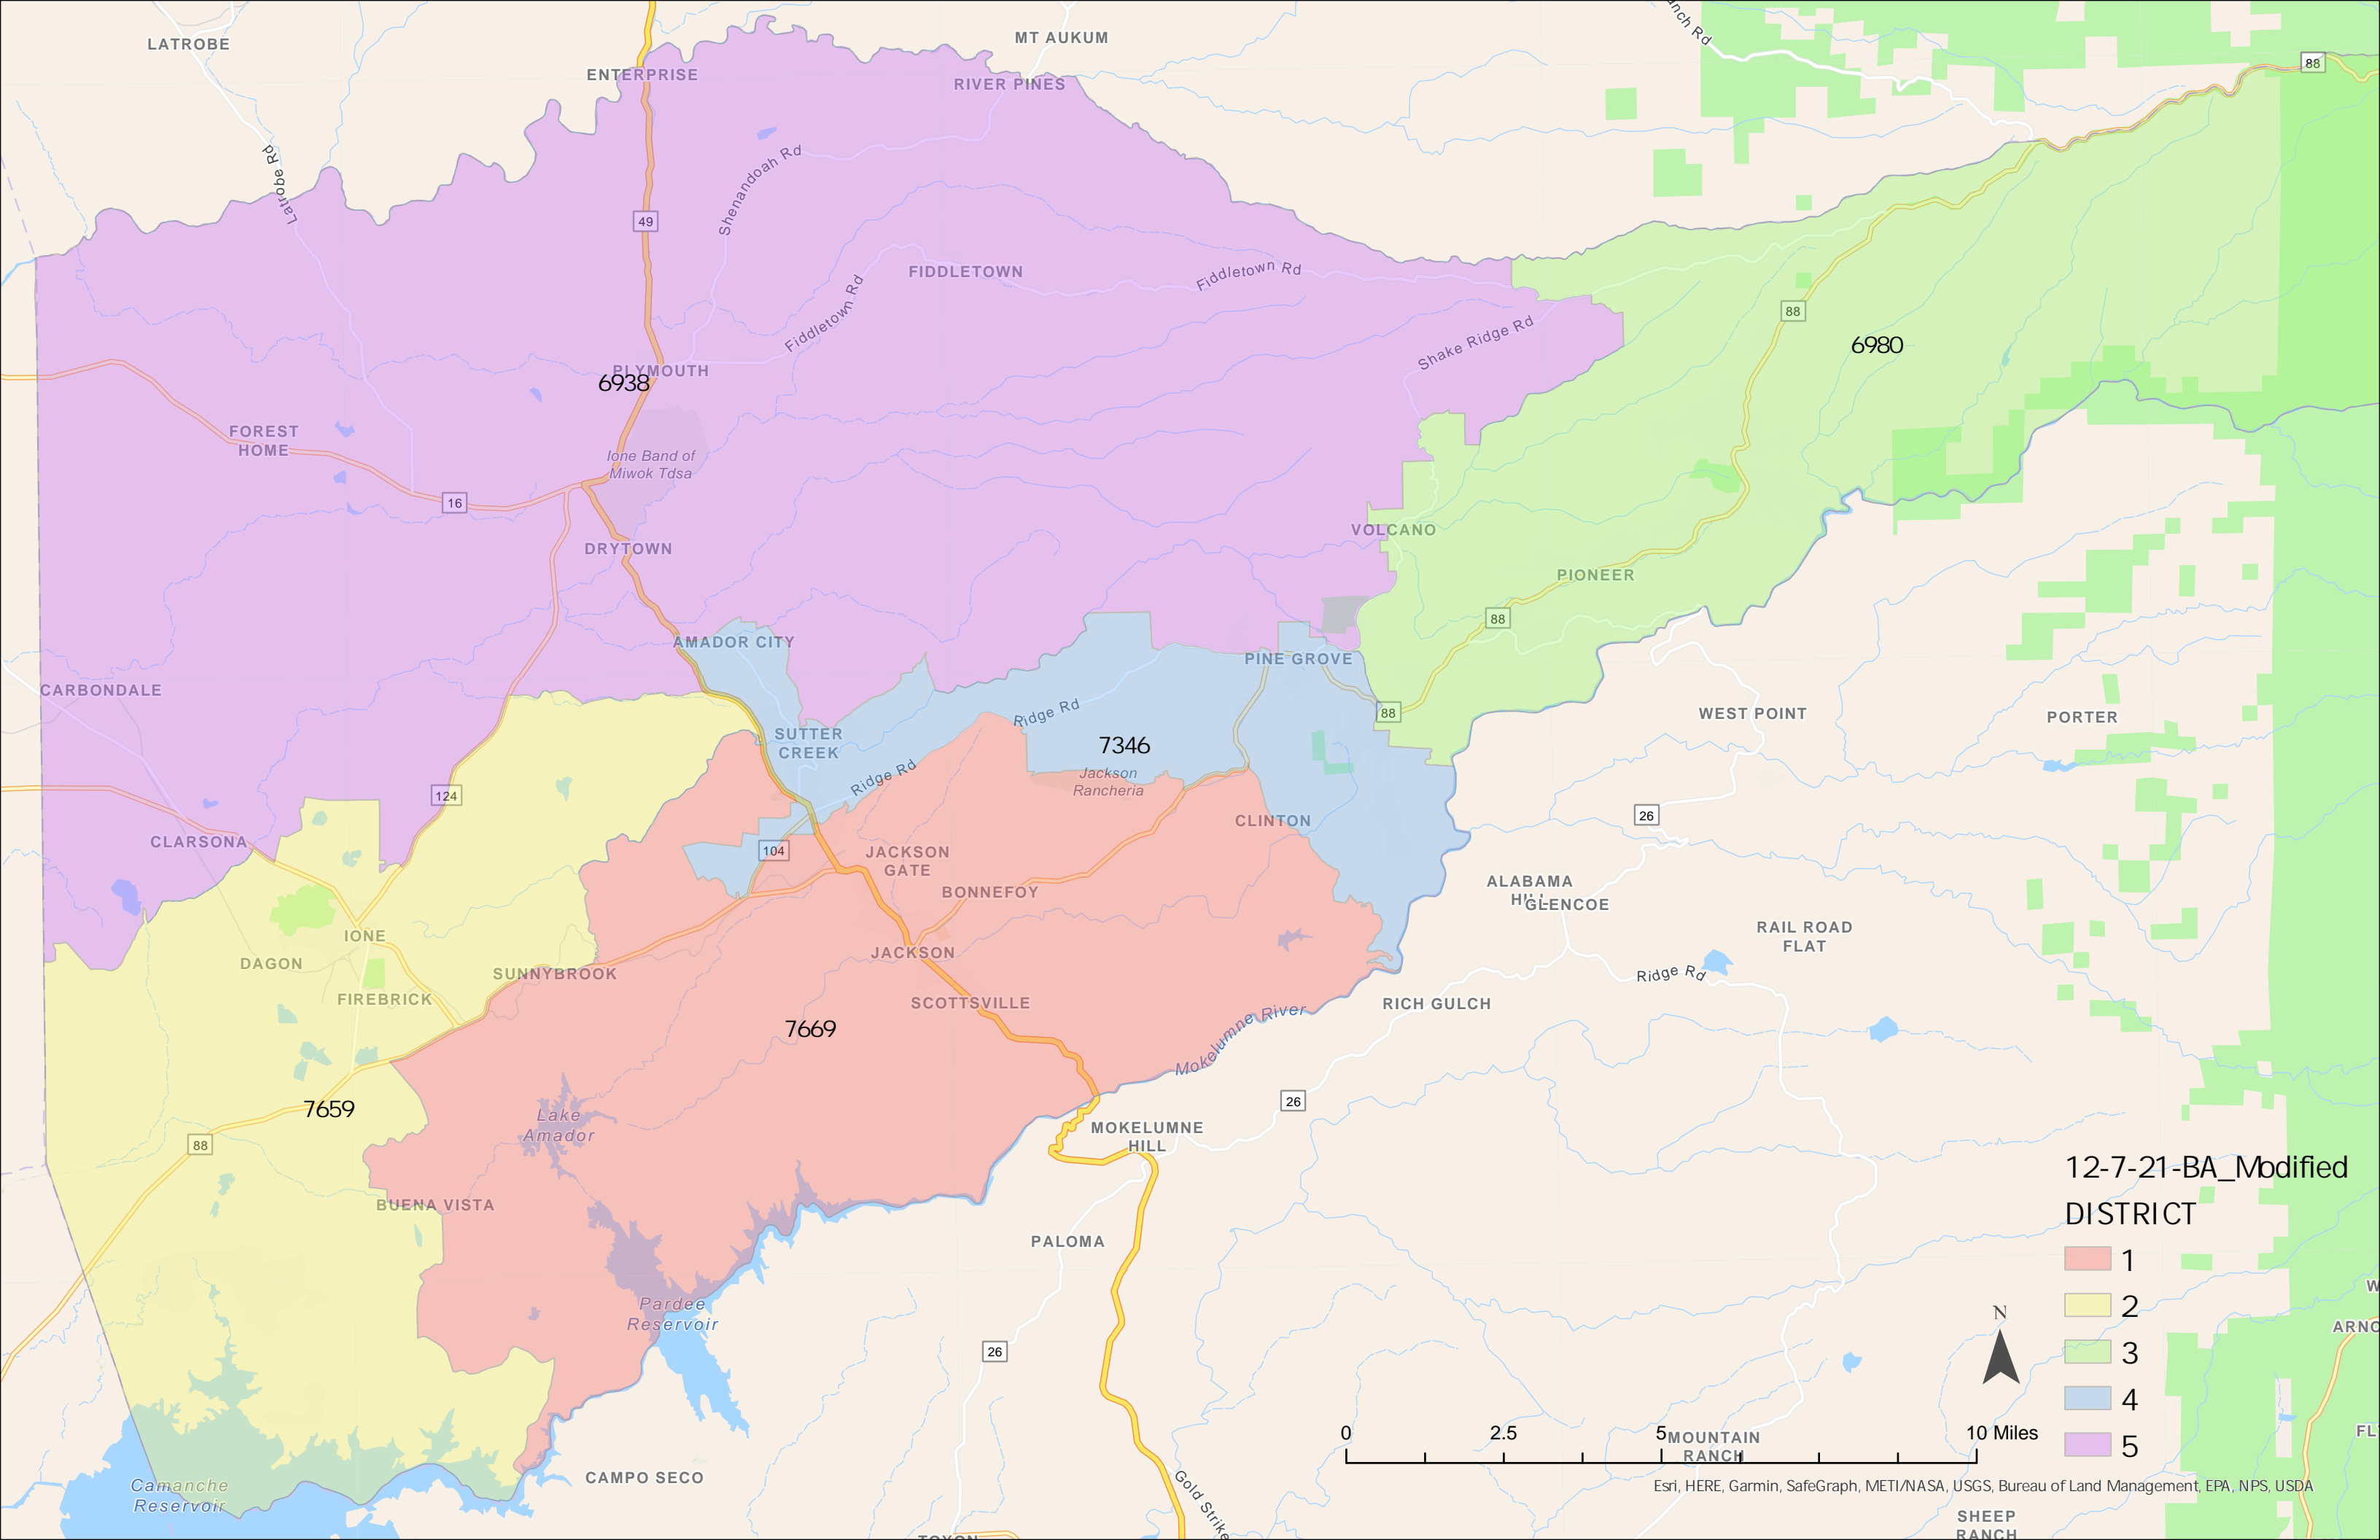 LATROBE
MT AUKUM
88
ENTERPRISE
RIVER PINES
Latrobe Rd
Shenandoah Rd
49
FIDDLETOWN
Fiddletown Rd
Fiddletown Rd
88
Shake Ridge Rd
6980
PLYMOUTH
6938
FOREST
HOME
Ione Band of
Miwok Tdsa
16
VOLCANO
DRYTOWN
PIONEER
88
AMADOR CITY
PINE GROVE
CARBONDALE
Ridge Rd
88
WEST POINT
PORTER
SUTTER
CREEK
7346
Jackson
Rancheria
Ridge Rd
124
26
CLINTON
CLARSONA
104
JACKSON
GATE
BONNEFOY
ALABAMA
HILL
GLENCOE
RAIL ROAD
FLAT
IONE
JACKSON
DAGON
SUNNYBROOK
Ridge Rd
FIREBRICK
SCOTTSVILLE
RICH GULCH
Mokelumne River
7669
26
7659
Lake
Amador
MOKELUMNE
HILL
88
BUENA VISTA
PALOMA
Pardee
Reservoir
26
12-7-21-BA_Modified
DISTRICT
1
2
3
4
5
N
0 2.5 5 10 Miles
MOUNTAIN
RANCH
CAMPO SECO
Camanche
Reservoir
Gold Strike
Esri, HERE, Garmin, SafeGraph, METI/NASA, USGS, Bureau of Land Management, EPA, NPS, USDA
SHEEP
RANCH